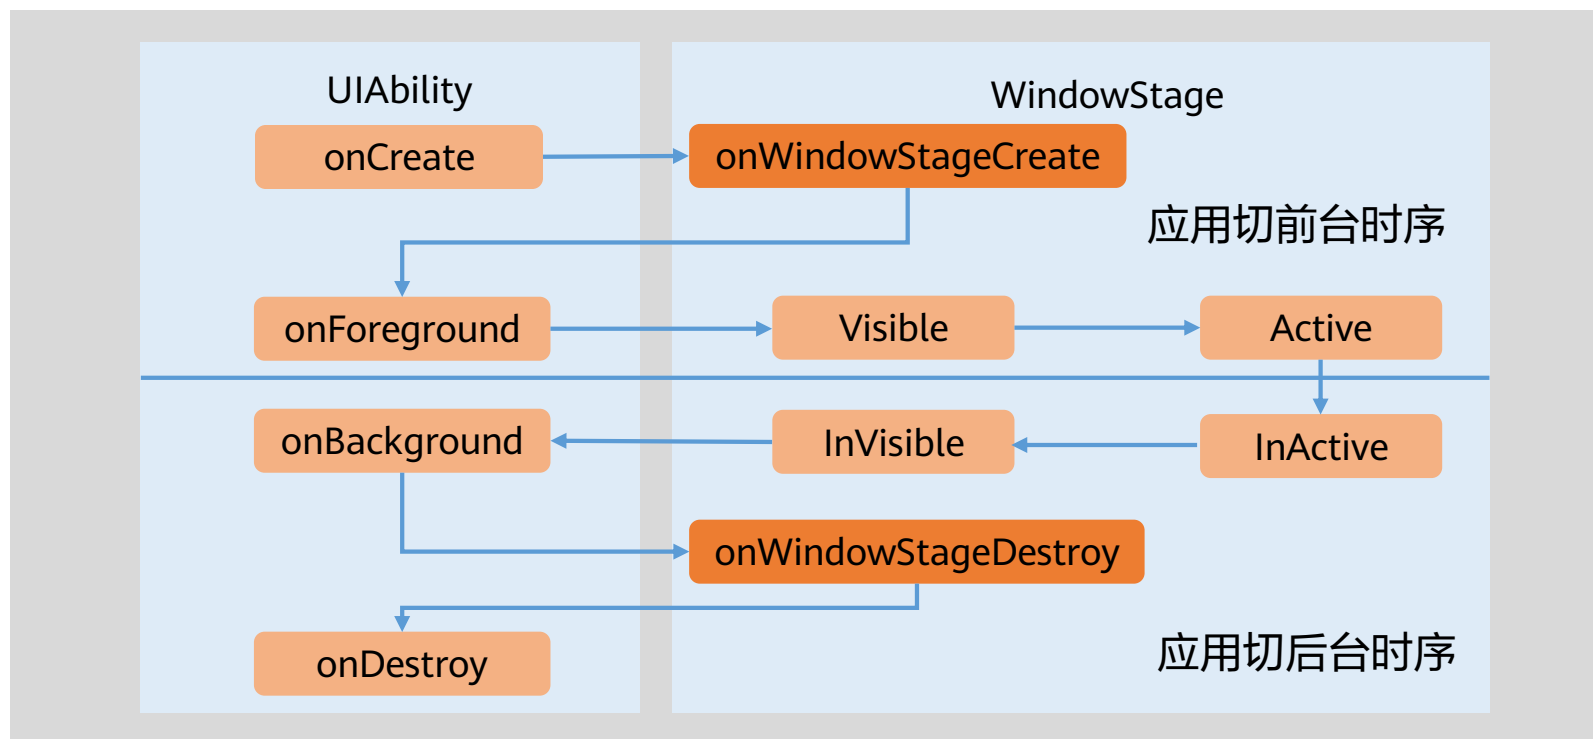 UIAbility
WindowStage
onCreate
onWindowStageCreate
应用切前台时序
onForeground
Visible
Active
onBackground
InVisible
InActive
onWindowStageDestroy
onDestroy
应用切后台时序